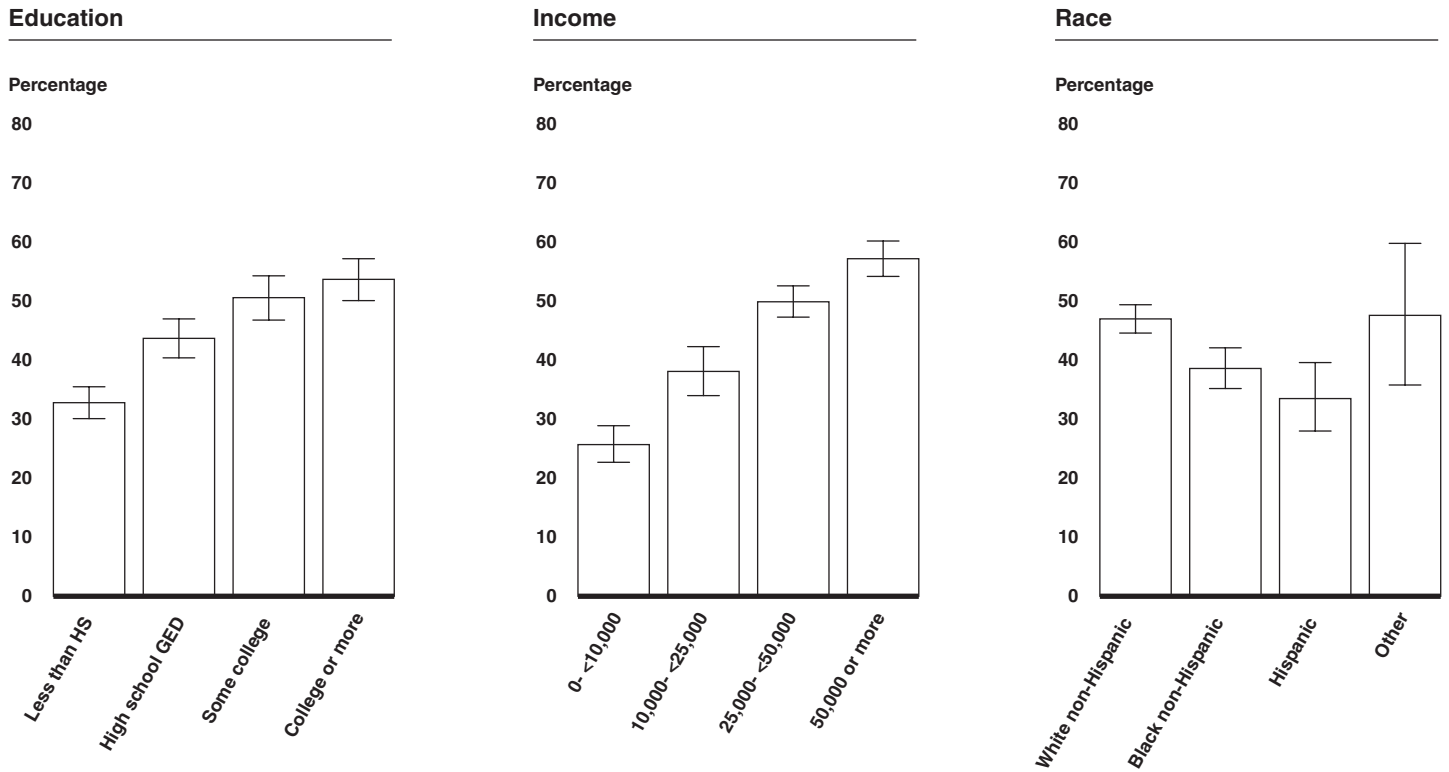 Education
Percentage
80
70
60
50
40
30
20
10
0
Less than HS
High school GED
Some college
College or more
Income
Percentage
80
70
60
50
40
30
20
10
0
0- <10,000
10,000- <25,000
25,000- <50,000
50,000 or more
Race
Percentage
80
70
60
50
40
30
20
10
0
White non-Hispanic
Black non-Hispanic
Hispanic
Other